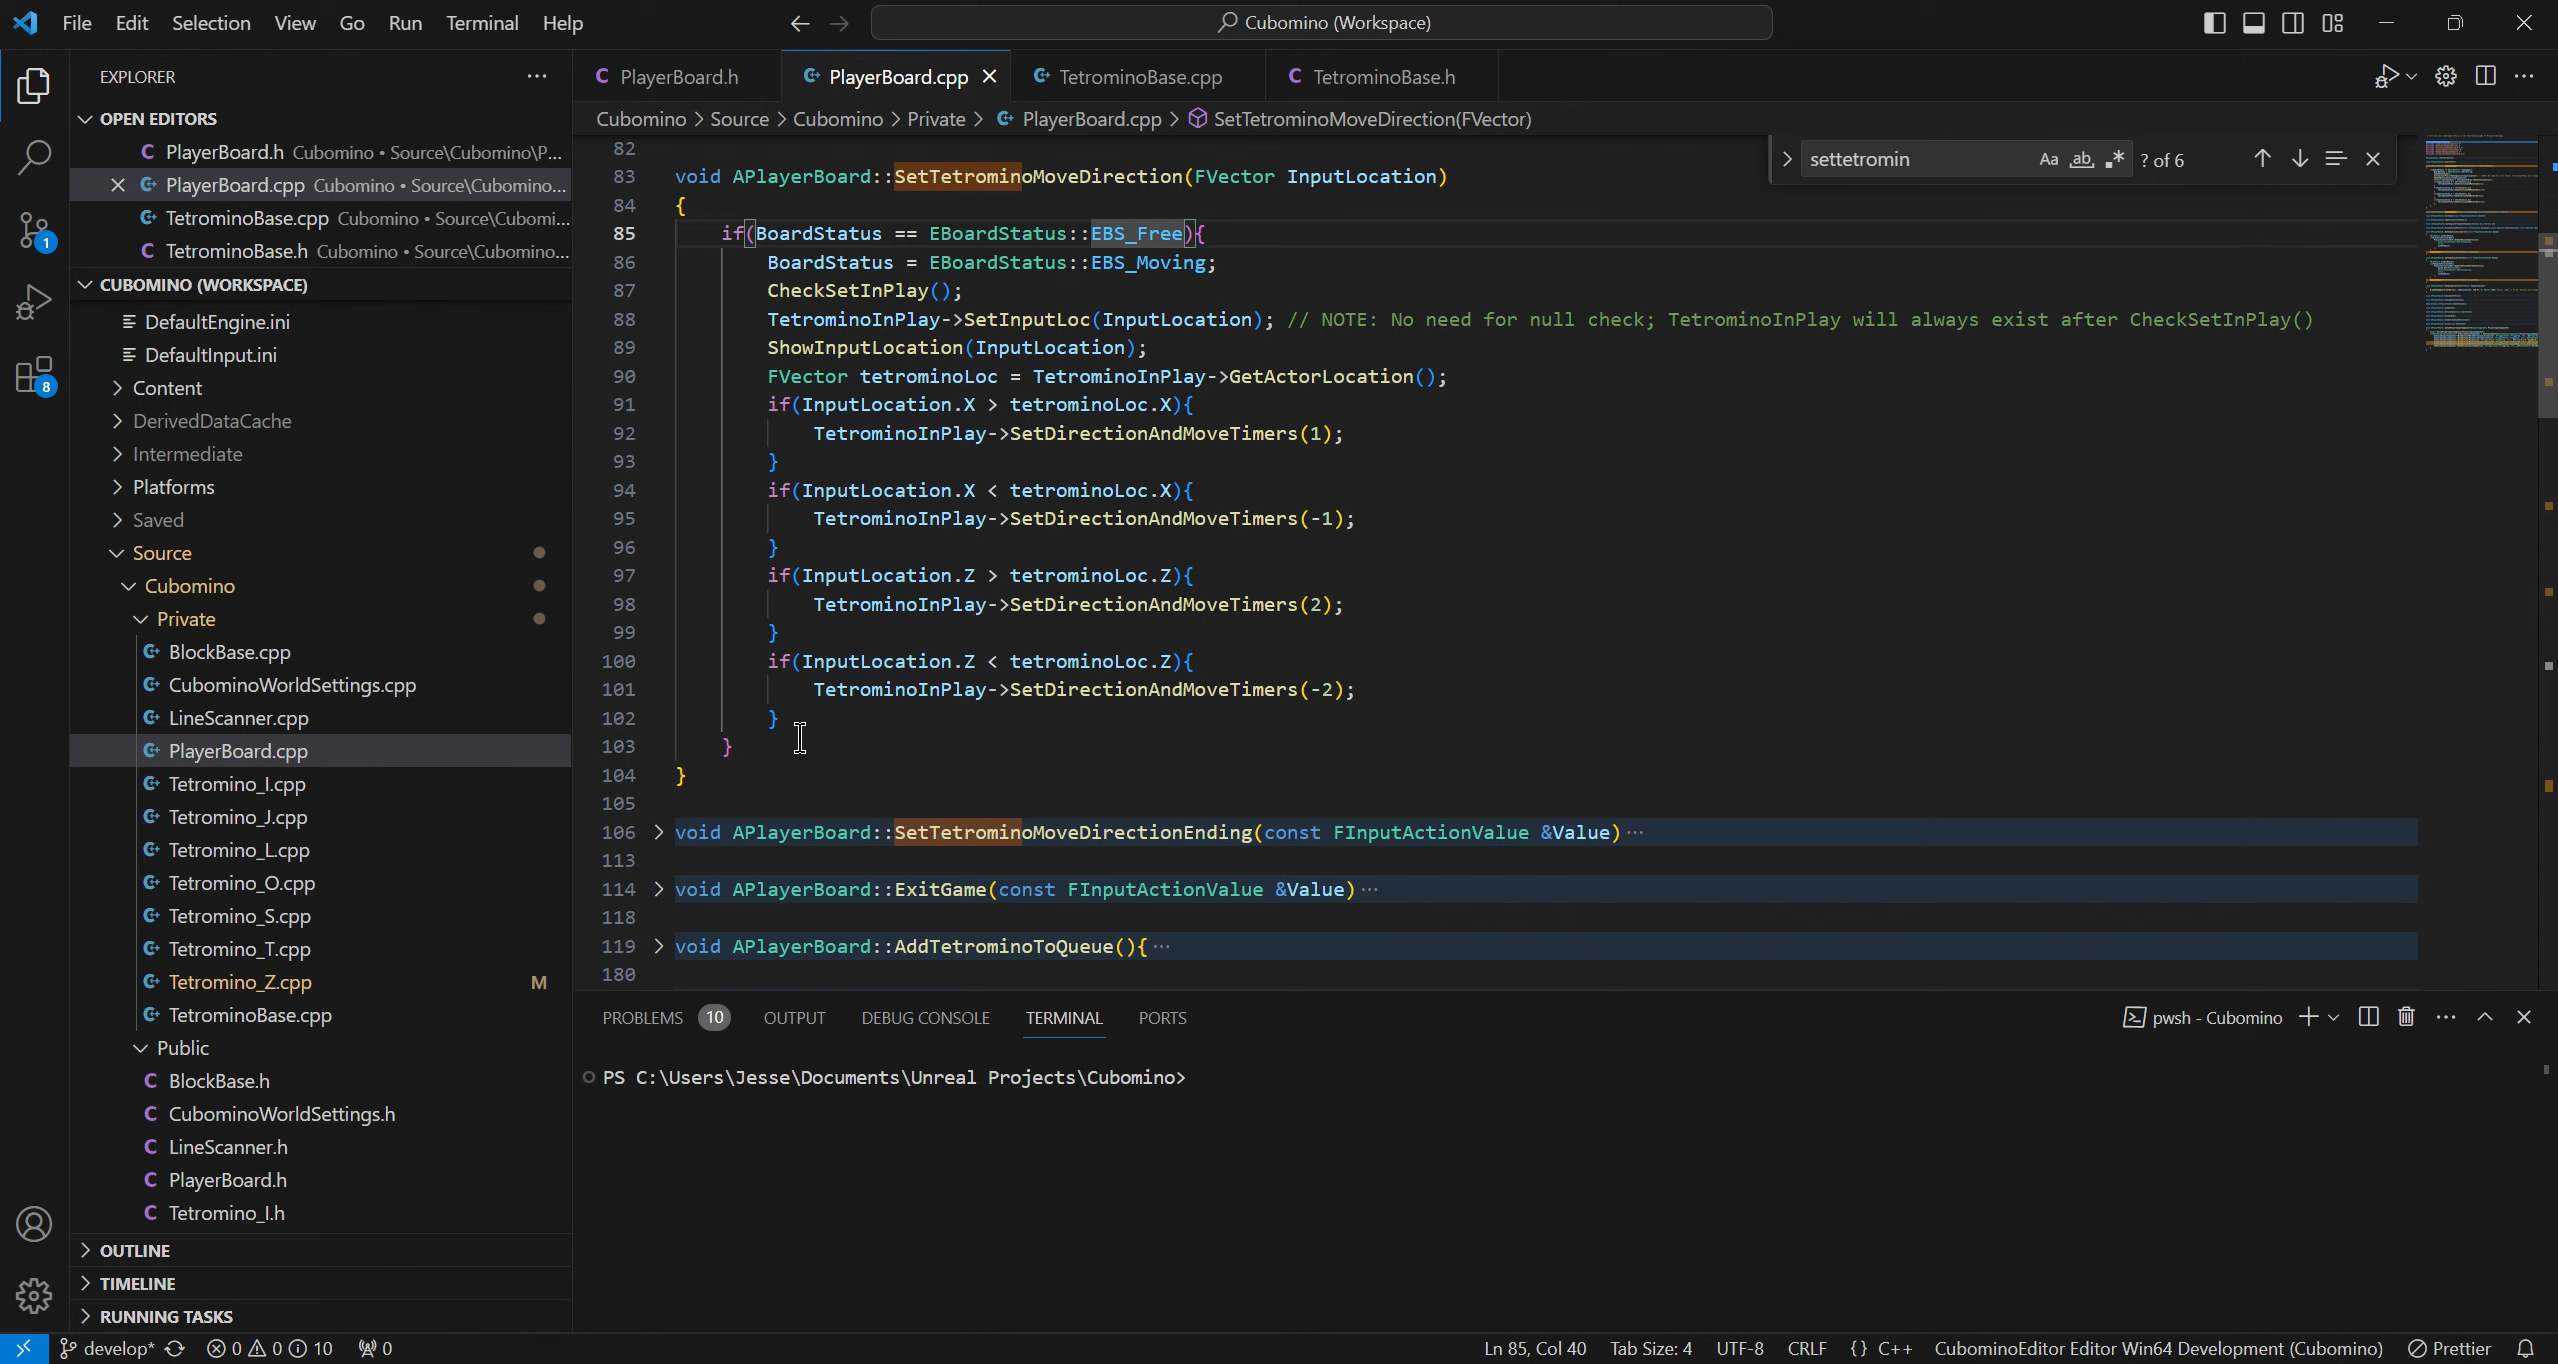 File Edit Selection View Go Run Terminal Help
Cubomino (Workspace)
EXPLORER
OPEN EDITORS
PlayerBoard.h Cubomino • Source\Cubomino\P...
PlayerBoard.cpp Cubomino • Source\Cubomino...
TetrominoBase.cpp Cubomino • Source\Cubomi...
TetrominoBase.h Cubomino • Source\Cubomino...
CUBOMINO (WORKSPACE)
DefaultEngine.ini
DefaultInput.ini
Content
DerivedDataCache
Intermediate
Platforms
Saved
Source
Cubomino
Private
BlockBase.cpp
CubominoWorldSettings.cpp
LineScanner.cpp
PlayerBoard.cpp
Tetromino_I.cpp
Tetromino_J.cpp
Tetromino_L.cpp
Tetromino_O.cpp
Tetromino_S.cpp
Tetromino_T.cpp
Tetromino_Z.cpp M
TetrominoBase.cpp
Public
BlockBase.h
CubominoWorldSettings.h
LineScanner.h
PlayerBoard.h
Tetromino_I.h
OUTLINE
TIMELINE
RUNNING TASKS
1
8
PlayerBoard.h PlayerBoard.cpp TetrominoBase.cpp TetrominoBase.h
Cubomino > Source > Cubomino > Private > PlayerBoard.cpp > SetTetrominoMoveDirection(FVector)
settetromin Aa ab .* ? of 6
82
83 void APlayerBoard::SetTetrominoMoveDirection(FVector InputLocation)
84 {
85 if(BoardStatus == EBoardStatus::EBS_Free){
86 BoardStatus = EBoardStatus::EBS_Moving;
87 CheckSetInPlay();
88 TetrominoInPlay->SetInputLoc(InputLocation); // NOTE: No need for null check; TetrominoInPlay will always exist after CheckSetInPlay()
89 ShowInputLocation(InputLocation);
90 FVector tetrominoLoc = TetrominoInPlay->GetActorLocation();
91 if(InputLocation.X > tetrominoLoc.X){
92 TetrominoInPlay->SetDirectionAndMoveTimers(1);
93 }
94 if(InputLocation.X < tetrominoLoc.X){
95 TetrominoInPlay->SetDirectionAndMoveTimers(-1);
96 }
97 if(InputLocation.Z > tetrominoLoc.Z){
98 TetrominoInPlay->SetDirectionAndMoveTimers(2);
99 }
100 if(InputLocation.Z < tetrominoLoc.Z){
101 TetrominoInPlay->SetDirectionAndMoveTimers(-2);
102 }
103 }
104 }
105
106 void APlayerBoard::SetTetrominoMoveDirectionEnding(const FInputActionValue &Value)···
113
114 void APlayerBoard::ExitGame(const FInputActionValue &Value)···
118
119 void APlayerBoard::AddTetrominoToQueue(){···
180
PROBLEMS 10 OUTPUT DEBUG CONSOLE TERMINAL PORTS pwsh - Cubomino
PS C:\Users\Jesse\Documents\Unreal Projects\Cubomino>
develop* 0 0 10 0 Ln 85, Col 40 Tab Size: 4 UTF-8 CRLF {} C++ CubominoEditor Editor Win64 Development (Cubomino) Prettier